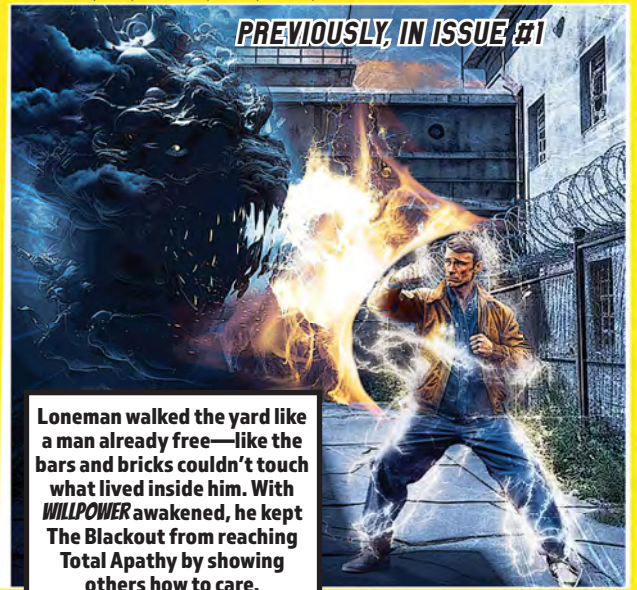 PREVIOUSLY, IN ISSUE #1
Loneman walked the yard like
a man already free—like the
bars and bricks couldn't touch
what lived inside him. With
WILLPOWER awakened, he kept
The Blackout from reaching
Total Apathy by showing
others how to care.